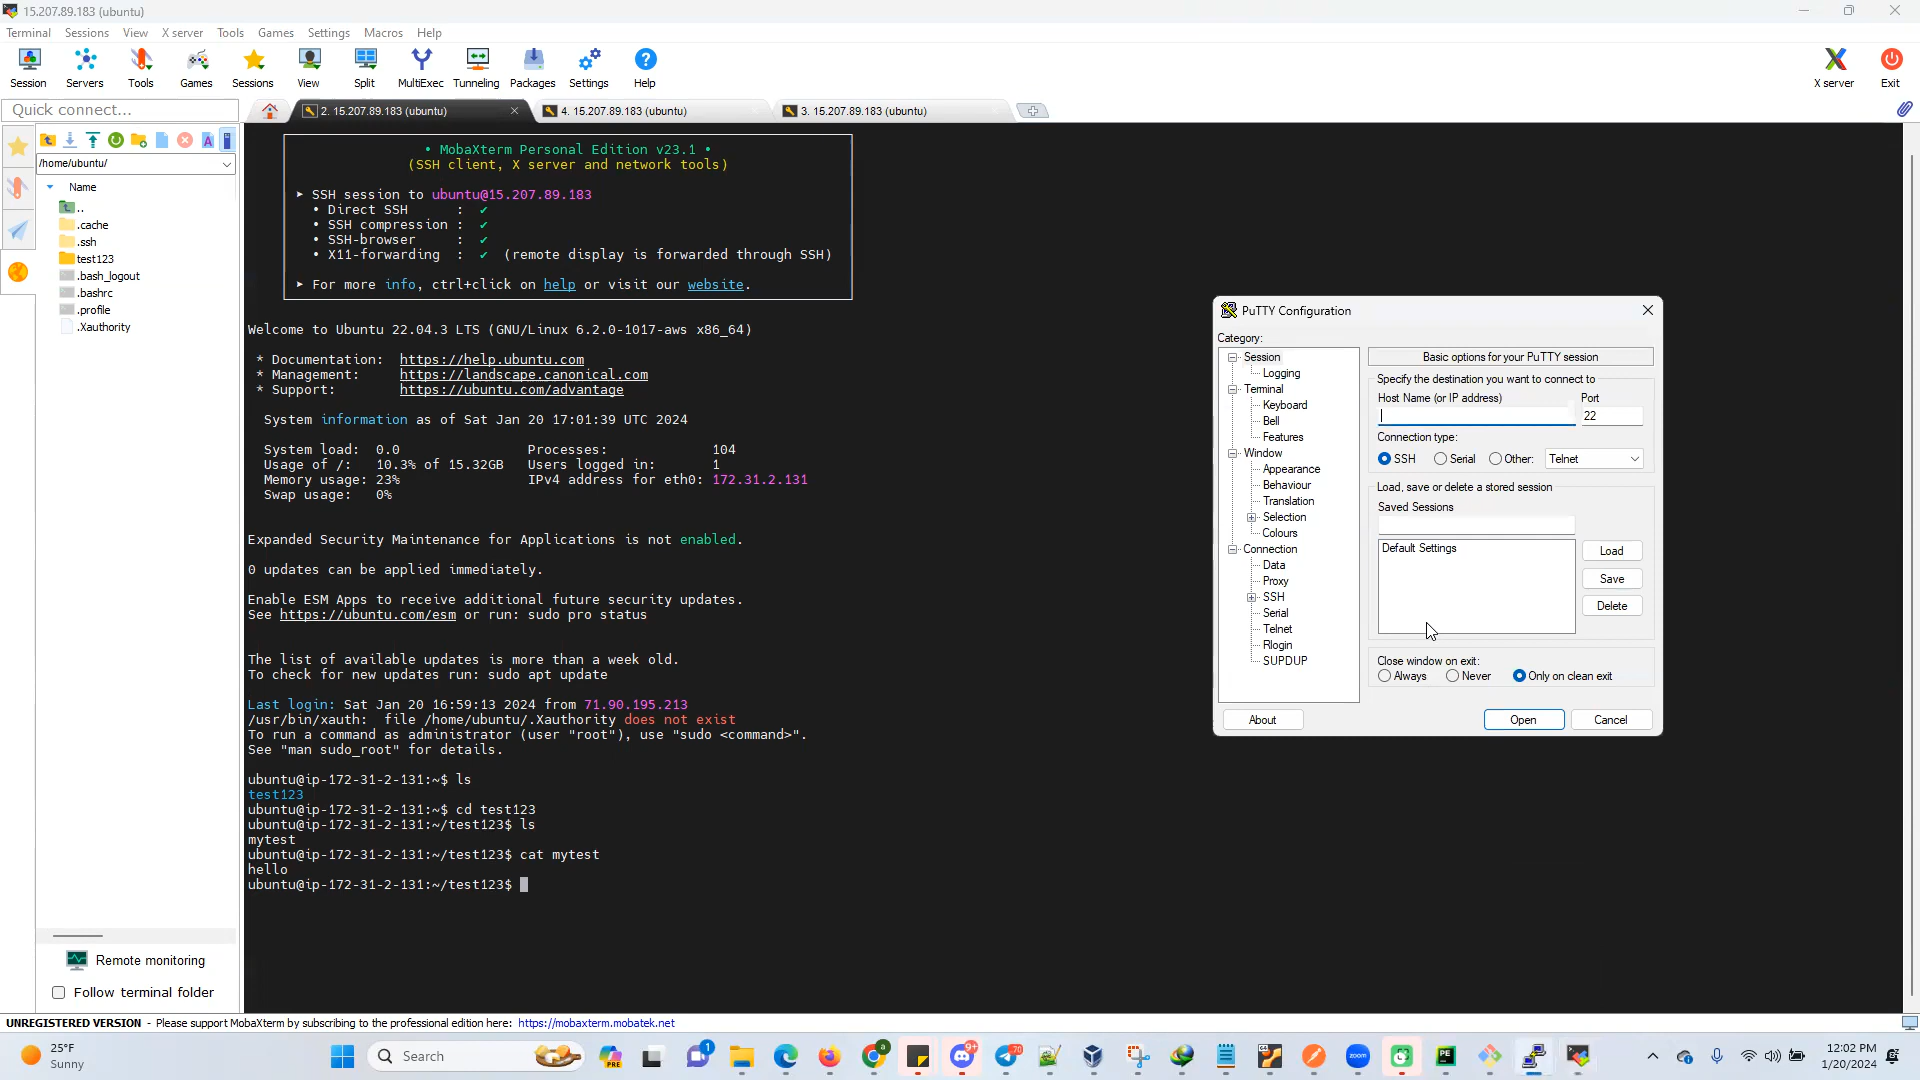 15.207.89.183 (ubuntu)
Terminal Sessions View X server Tools Games Settings Macros Help
Session Servers Tools Games Sessions View Split MultiExec Tunneling Packages Settings Help X server Exit
Quick connect...
2. 15.207.89.183 (ubuntu)
4. 15.207.89.183 (ubuntu)
3. 15.207.89.183 (ubuntu)
/home/ubuntu/
Name
..
.cache
.ssh
test123
.bash_logout
.bashrc
.profile
.Xauthority
Remote monitoring
Follow terminal folder
• MobaXterm Personal Edition v23.1 •
(SSH client, X server and network tools)
➤ SSH session to ubuntu@15.207.89.183
• Direct SSH : ✔
• SSH compression : ✔
• SSH-browser : ✔
• X11-forwarding : ✔ (remote display is forwarded through SSH)
➤ For more info, ctrl+click on help or visit our website.
Welcome to Ubuntu 22.04.3 LTS (GNU/Linux 6.2.0-1017-aws x86_64)
* Documentation: https://help.ubuntu.com
* Management: https://landscape.canonical.com
* Support: https://ubuntu.com/advantage
System information as of Sat Jan 20 17:01:39 UTC 2024
System load: 0.0 Processes: 104
Usage of /: 10.3% of 15.32GB Users logged in: 1
Memory usage: 23% IPv4 address for eth0: 172.31.2.131
Swap usage: 0%
Expanded Security Maintenance for Applications is not enabled.
0 updates can be applied immediately.
Enable ESM Apps to receive additional future security updates.
See https://ubuntu.com/esm or run: sudo pro status
The list of available updates is more than a week old.
To check for new updates run: sudo apt update
Last login: Sat Jan 20 16:59:13 2024 from 71.90.195.213
/usr/bin/xauth: file /home/ubuntu/.Xauthority does not exist
To run a command as administrator (user "root"), use "sudo <command>".
See "man sudo_root" for details.
ubuntu@ip-172-31-2-131:~$ ls
test123
ubuntu@ip-172-31-2-131:~$ cd test123
ubuntu@ip-172-31-2-131:~/test123$ ls
mytest
ubuntu@ip-172-31-2-131:~/test123$ cat mytest
hello
ubuntu@ip-172-31-2-131:~/test123$
PuTTY Configuration
Category:
Session
Logging
Terminal
Keyboard
Bell
Features
Window
Appearance
Behaviour
Translation
Selection
Colours
Connection
Data
Proxy
SSH
Serial
Telnet
Rlogin
SUPDUP
Basic options for your PuTTY session
Specify the destination you want to connect to
Host Name (or IP address) Port
22
Connection type:
SSH Serial Other: Telnet
Load, save or delete a stored session
Saved Sessions
Default Settings
Load
Save
Delete
Close window on exit:
Always Never Only on clean exit
About Open Cancel
UNREGISTERED VERSION - Please support MobaXterm by subscribing to the professional edition here: https://mobaxterm.mobatek.net
25°F
Sunny
Search
12:02 PM
1/20/2024